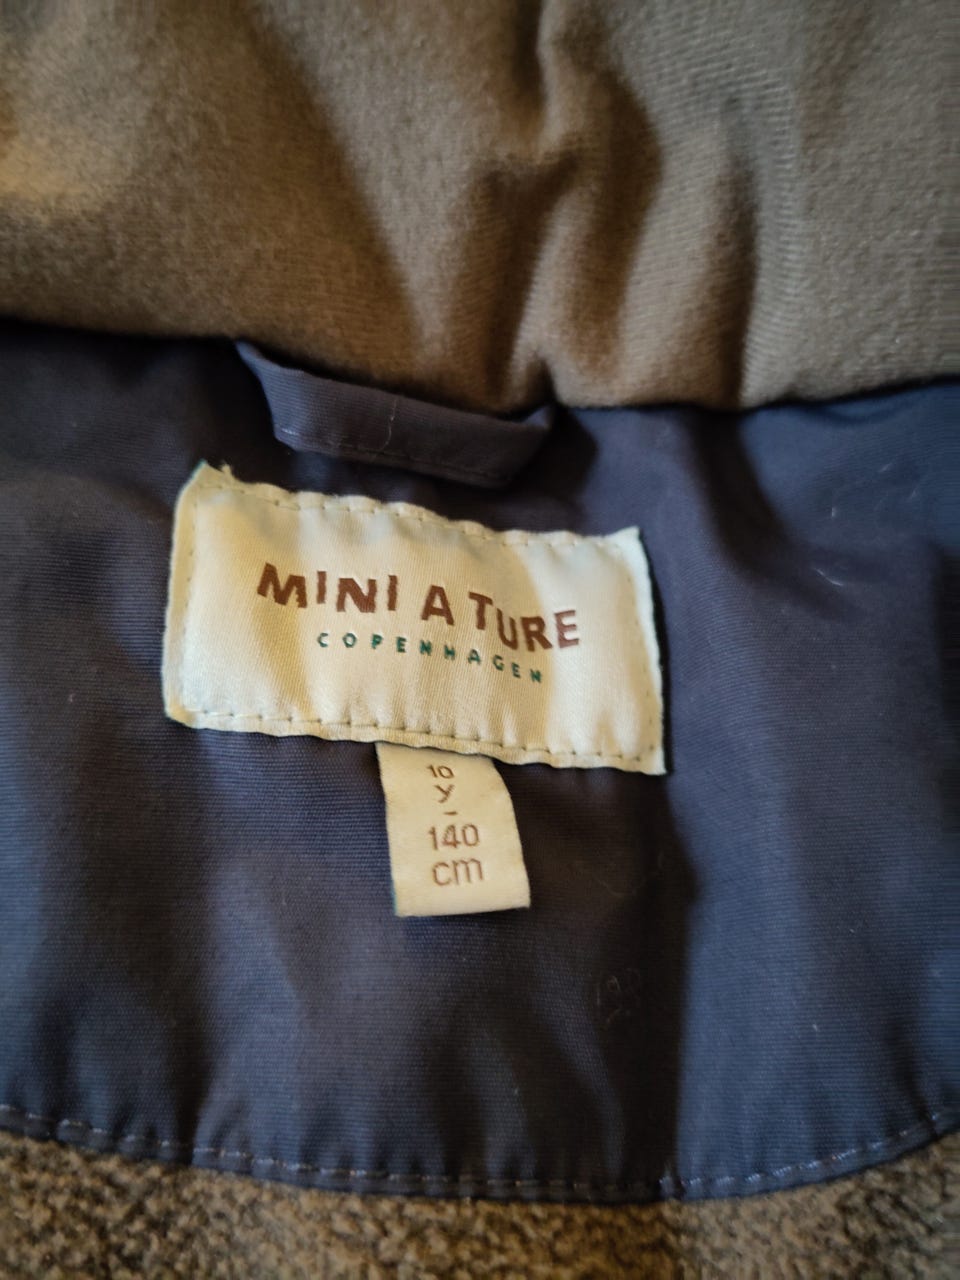 MINI A TURE
COPENHAGEN
10
y
-
140
cm